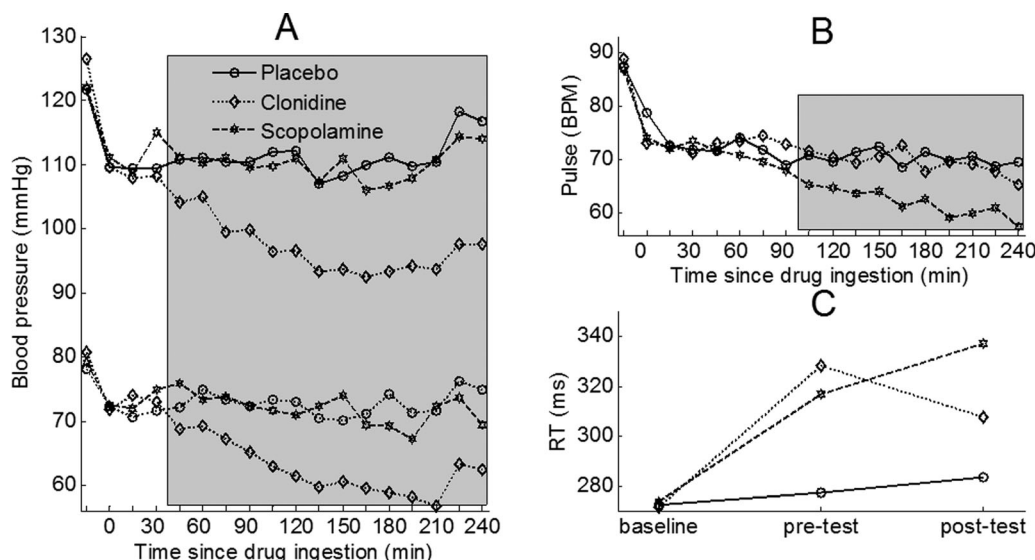 A
130
120
110
100
90
80
70
60
Blood pressure (mmHg)
Placebo
Clonidine
Scopolamine
0 30 60 90 120 150 180 210 240
Time since drug ingestion (min)
B
90
80
70
60
Pulse (BPM)
0 30 60 90 120 150 180 210 240
Time since drug ingestion (min)
C
340
320
300
280
RT (ms)
baseline pre-test post-test